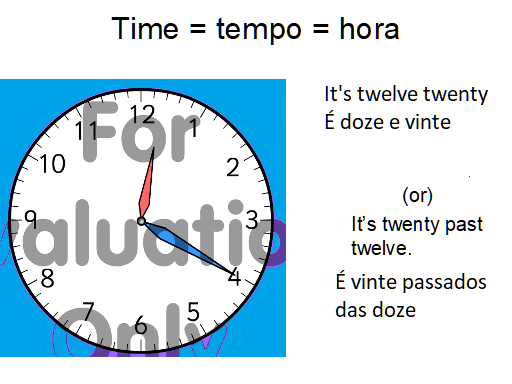 Time = tempo = hora
For
aluatio
Only
12
11
1
10
2
9
3
8
4
7
5
6
It's twelve twenty
É doze e vinte
(or)
It's twenty past
twelve.
É vinte passados
das doze